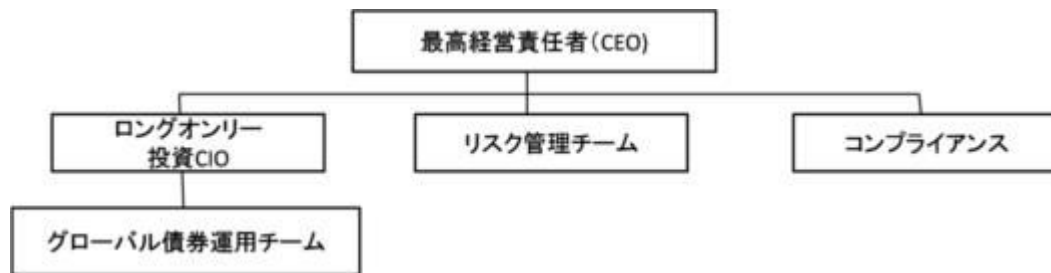 最高経営責任者(CEO)
ロングオンリー
投資CIO
リスク管理チーム
コンプライアンス
グローバル債券運用チーム